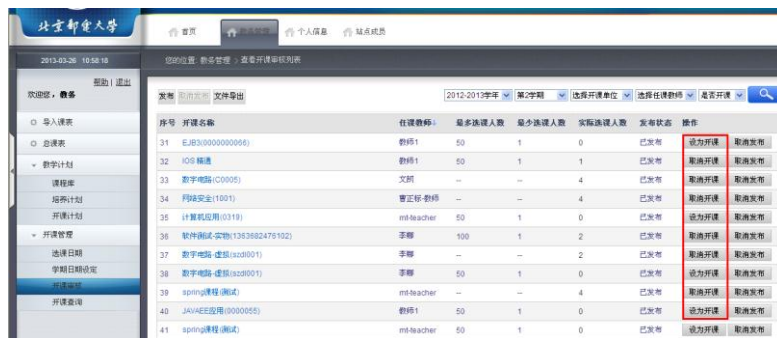 北京邮电大学
首页 教务管理 个人信息 站点成员
2013-03-26 10:58:18
您的位置: 教务管理 > 查看开课审核列表
帮助 | 退出
欢迎您，教务
发布 取消发布 文件导出 2012-2013学年 第2学期 选择开课单位 选择任课教师 是否开课
导入课表
总课表
教学计划
课程库
培养计划
开课计划
开课管理
选课日期
学期日期设定
开课审核
开课查询
序号 开课名称 任课教师 最多选课人数 最少选课人数 实际选课人数 发布状态 操作
31 EJB3(0000000066) 教师1 50 1 0 已发布 设为开课 取消发布
32 IOS 精通 教师1 50 1 1 已发布 取消开课 取消发布
33 数字电路(C0005) -- -- 4 已发布 取消开课 取消发布
34 网络安全(1001) 曹正标-教师 -- -- 4 已发布 取消开课 取消发布
35 计算机应用(0319) mt-teacher 50 1 0 已发布 设为开课 取消发布
36 软件测试-实物(1363682476102) 李娜 100 1 2 已发布 取消开课 取消发布
37 数字电路-虚拟(szdl001) 李娜 -- -- 2 已发布 取消开课 取消发布
38 数字电路-虚拟(szdl001) 李娜 50 1 0 已发布 设为开课 取消发布
39 spring课程(测试) mt-teacher -- -- 4 已发布 取消开课 取消发布
40 JAVAEE应用(0000055) 教师1 50 1 0 已发布 设为开课 取消发布
41 spring课程(测试) mt-teacher 50 1 0 已发布 设为开课 取消发布